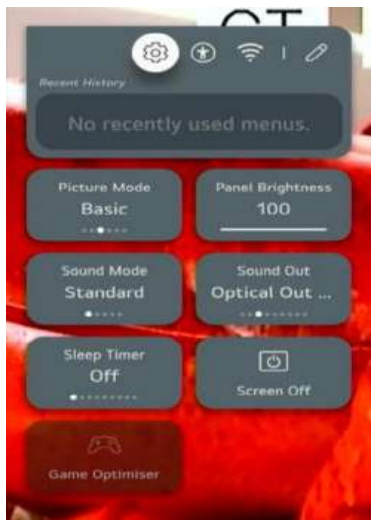 CT
Recent History
No recently used menus.
Picture Mode
Basic
Panel Brightness
100
Sound Mode
Standard
Sound Out
Optical Out ...
Sleep Timer
Off
Screen Off
Game Optimiser